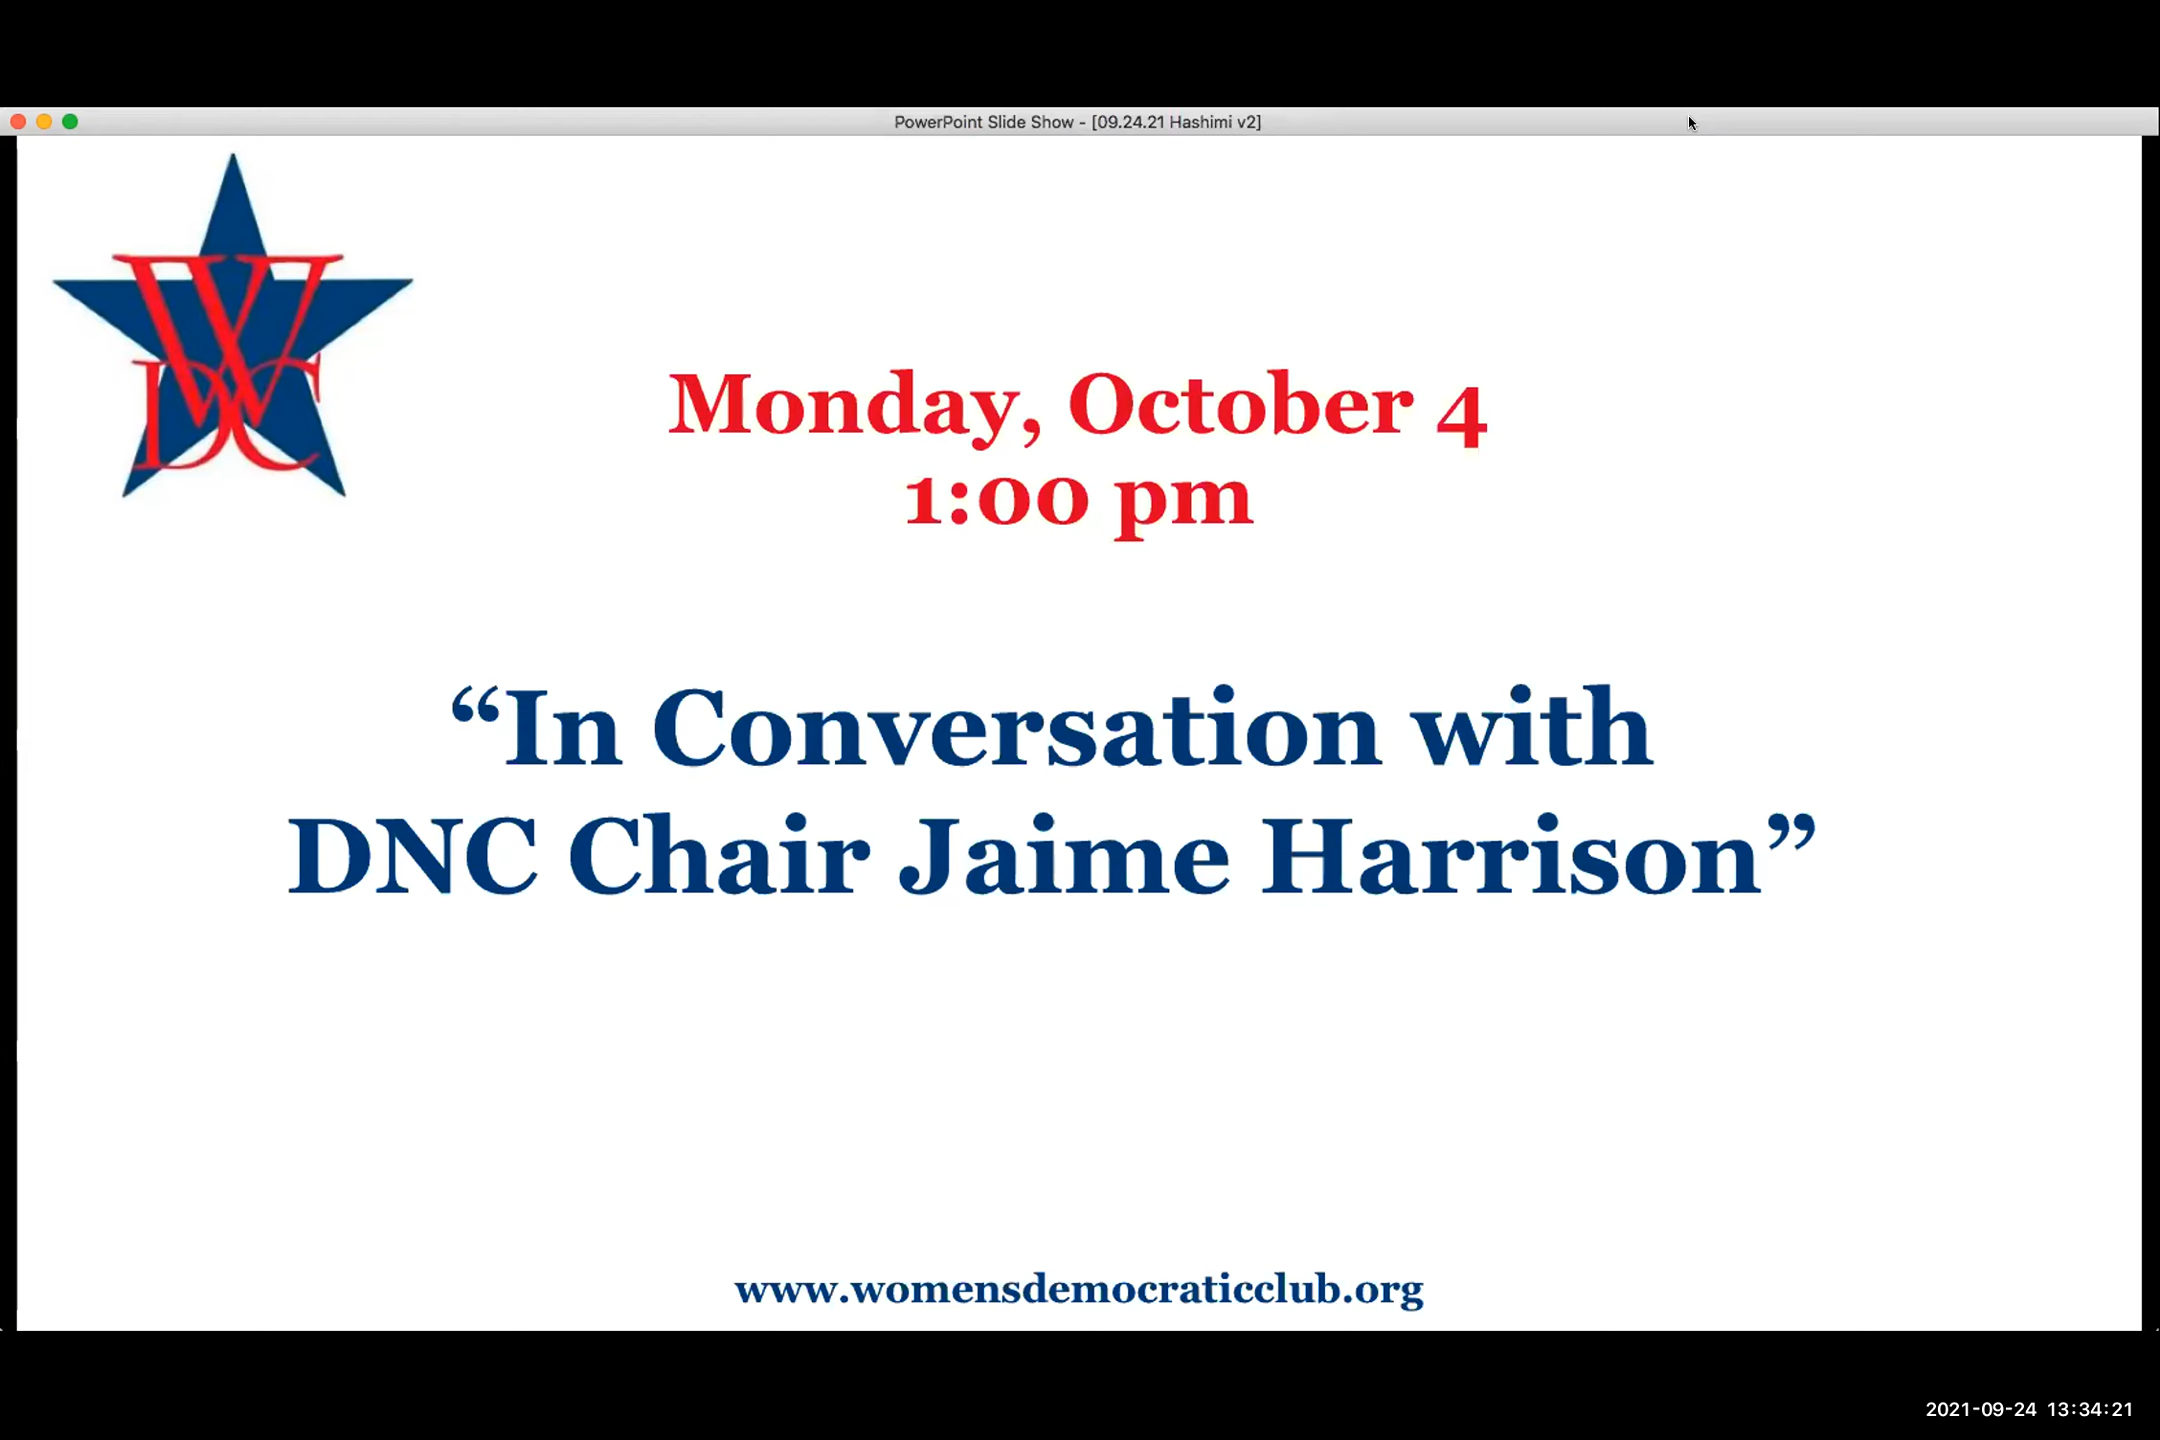 PowerPoint Slide Show - [09.24.21 Hashimi v2]
WDC
Monday, October 4
1:00 pm
“In Conversation with
DNC Chair Jaime Harrison”
www.womensdemocraticclub.org
2021-09-24 13:34:21